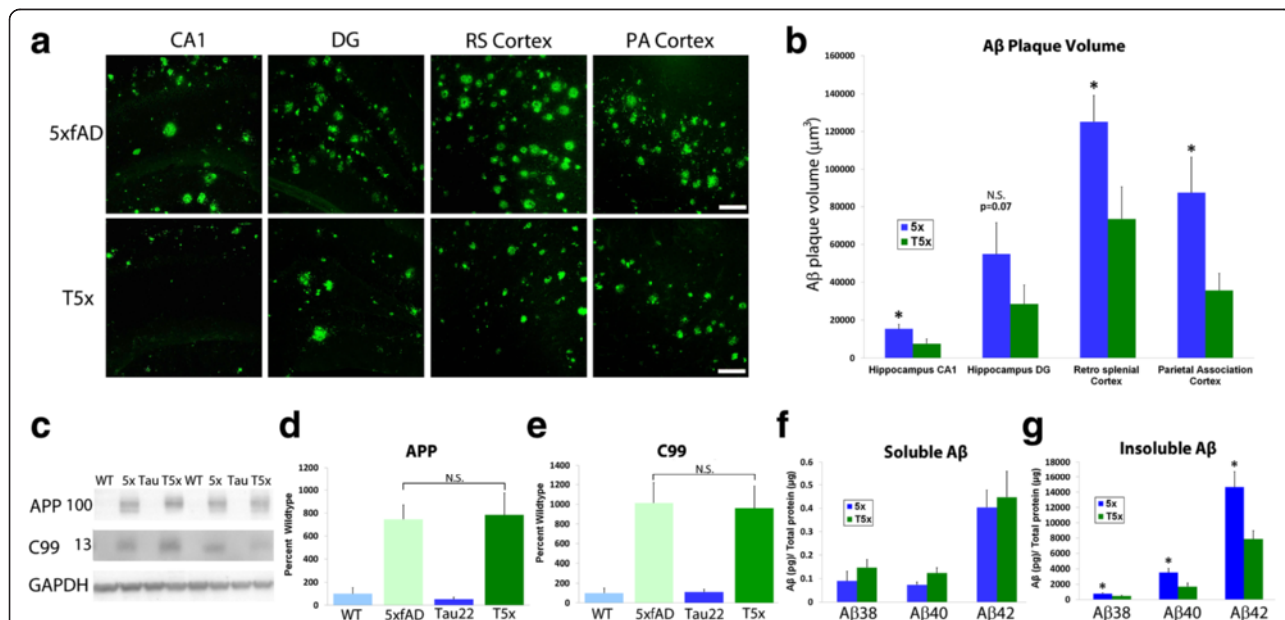 a
CA1 DG RS Cortex PA Cortex
5xfAD
T5x
b
Aβ Plaque Volume
Aβ plaque volume (μm³)
160000
140000
120000
100000
80000
60000
40000
20000
0
5x
T5x
*
N.S.
p=0.07
*
*
Hippocampus CA1 Hippocampus DG Retro splenial Cortex Parietal Association Cortex
c
WT 5x Tau T5x WT 5x Tau T5x
APP 100
C99 13
GAPDH
d
APP
Percent Wildtype
1200
1000
800
600
400
200
0
N.S.
WT 5xfAD Tau22 T5x
e
C99
Percent Wildtype
1400
1200
1000
800
600
400
200
0
N.S.
WT 5xfAD Tau22 T5x
f
Soluble Aβ
Aβ (pg)/ Total protein (μg)
0.6
0.5
0.4
0.3
0.2
0.1
0
5x
T5x
Aβ38 Aβ40 Aβ42
g
Insoluble Aβ
Aβ (pg)/ Total protein (μg)
18000
16000
14000
12000
10000
8000
6000
4000
2000
0
5x
T5x
*
*
*
Aβ38 Aβ40 Aβ42